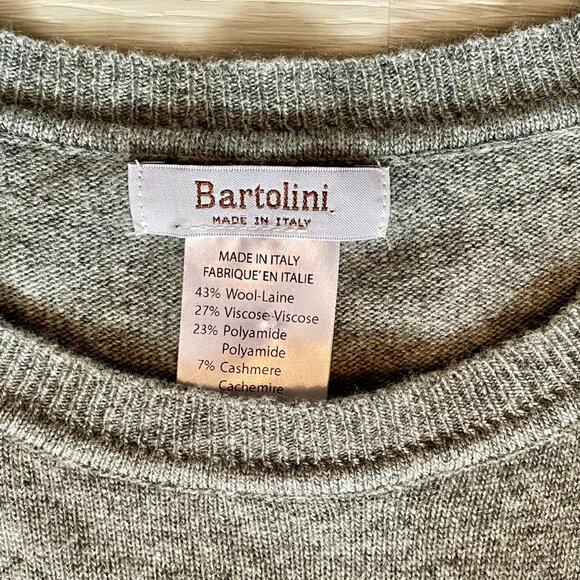 Bartolini
MADE IN ITALY
MADE IN ITALY
FABRIQUE' EN ITALIE
43% Wool-Laine
27% Viscose-Viscose
23% Polyamide
Polyamide
7% Cashmere
Cachemire